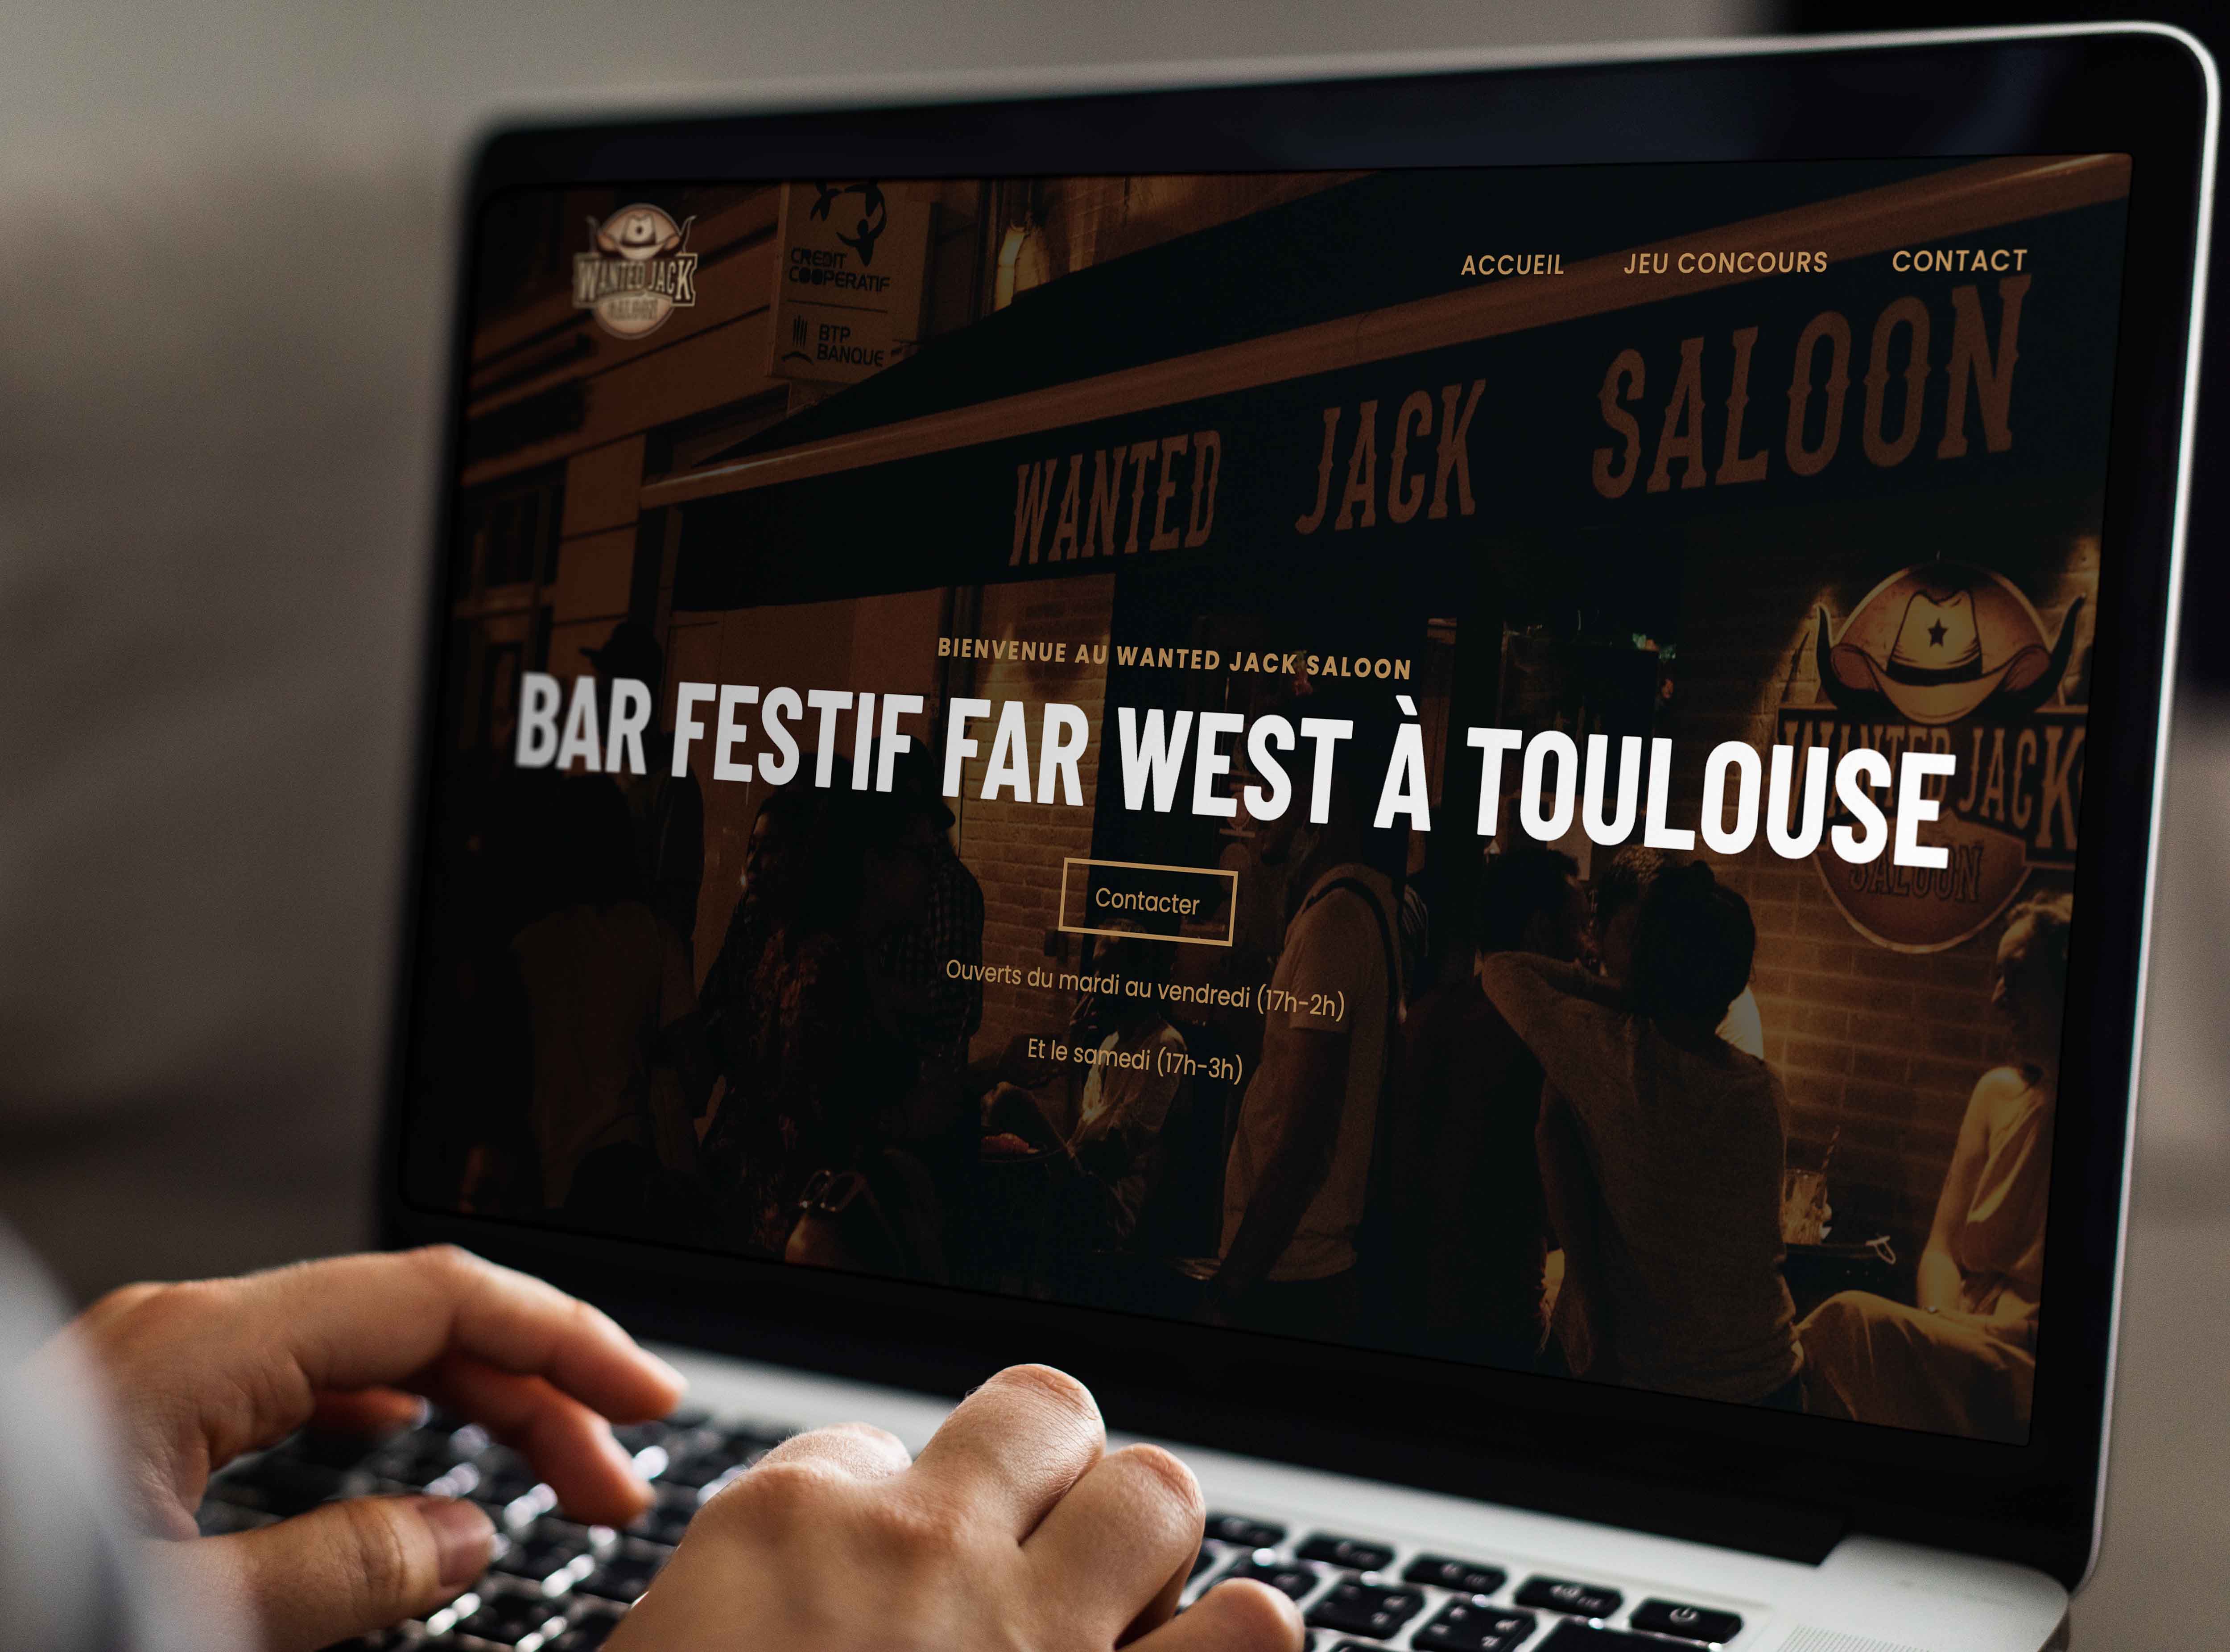 WANTED JACK
SALOON
CREDIT
COOPERATIF
BTP
BANQUE
ACCUEIL JEU CONCOURS CONTACT
WANTED JACK SALOON
BIENVENUE AU WANTED JACK SALOON
BAR FESTIF FAR WEST À TOULOUSE
WANTED JACK
SALOON
Contacter
Ouverts du mardi au vendredi (17h-2h)
Et le samedi (17h-3h)